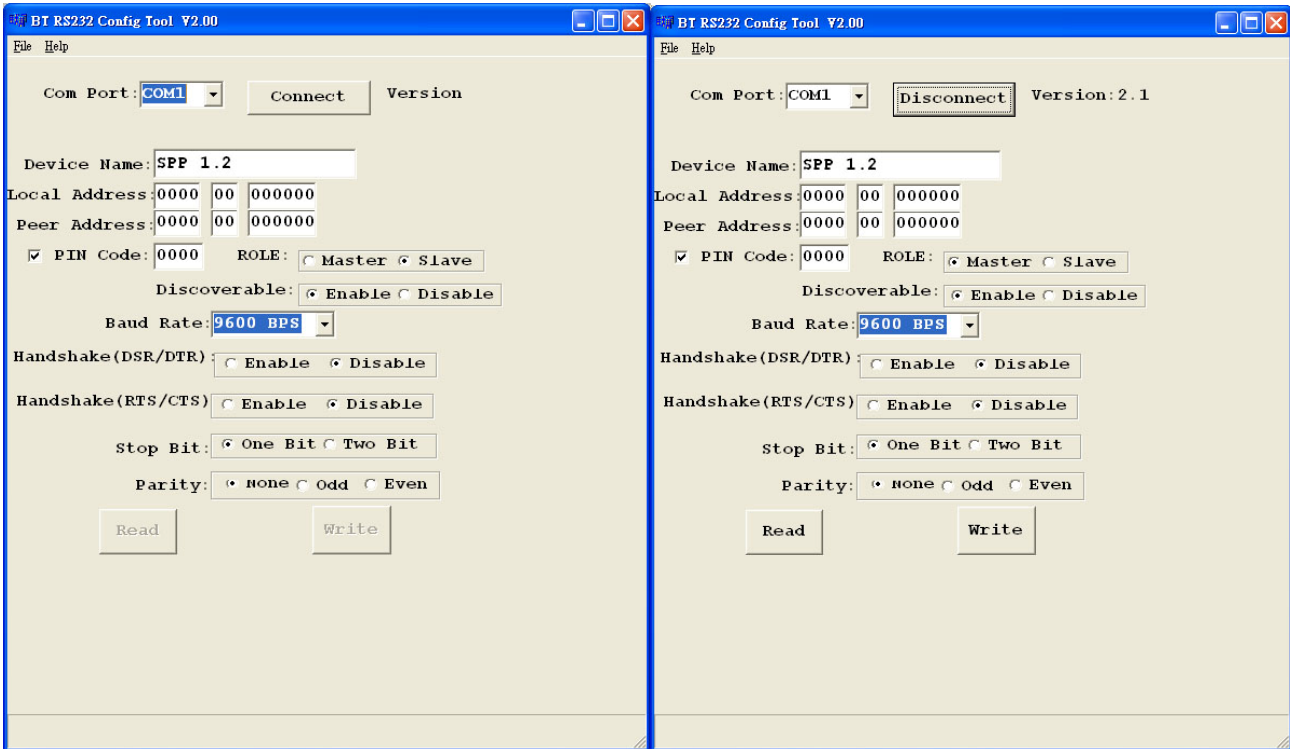 BT RS232 Config Tool V2.00
File Help
Com Port: COM1 Connect Version
Device Name: SPP 1.2
Local Address: 0000 00 000000
Peer Address: 0000 00 000000
PIN Code: 0000 ROLE: Master Slave
Discoverable: Enable Disable
Baud Rate: 9600 BPS
Handshake(DSR/DTR): Enable Disable
Handshake(RTS/CTS) Enable Disable
Stop Bit: One Bit Two Bit
Parity: None Odd Even
Read Write
BT RS232 Config Tool V2.00
File Help
Com Port: COM1 Disconnect Version:2.1
Device Name: SPP 1.2
Local Address: 0000 00 000000
Peer Address: 0000 00 000000
PIN Code: 0000 ROLE: Master Slave
Discoverable: Enable Disable
Baud Rate: 9600 BPS
Handshake(DSR/DTR): Enable Disable
Handshake(RTS/CTS) Enable Disable
Stop Bit: One Bit Two Bit
Parity: None Odd Even
Read Write